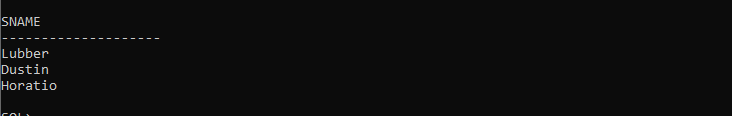 SNAME
--------------------
Lubber
Dustin
Horatio